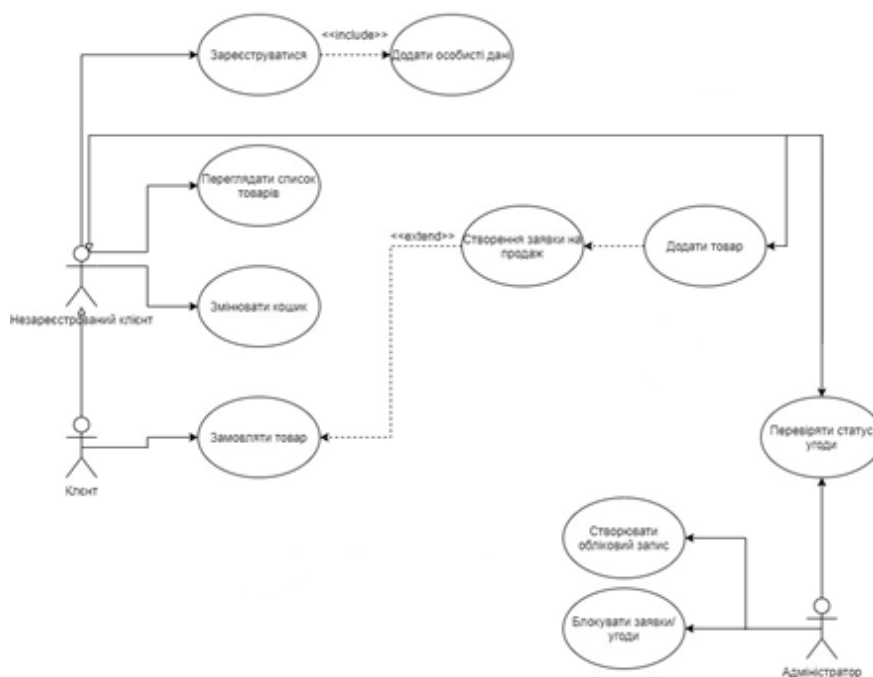 <<include>>
Зареєструватися
Додати особисті дані
Переглядати список
товарів
<<extend>>
Створення заявки на
продаж
Додати товар
Змінювати кошик
Незареєстрований клієнт
Замовляти товар
Перевіряти статус
угоди
Клієнт
Створювати
обліковий запис
Блокувати заявки/
угоди
Адміністратор